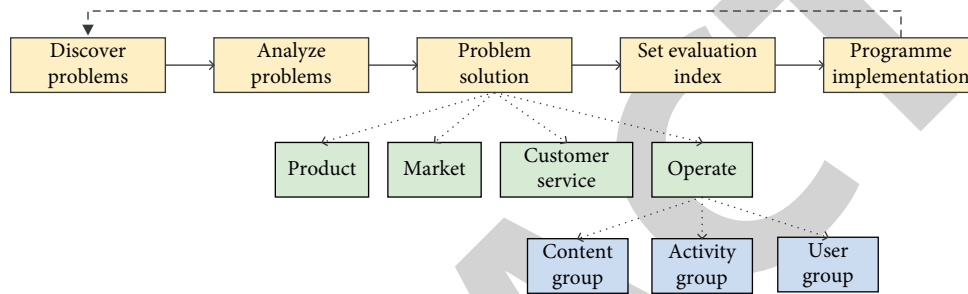 Discover
problems
Analyze
problems
Problem
solution
Set evaluation
index
Programme
implementation
Product
Market
Customer
service
Operate
Content
group
Activity
group
User
group